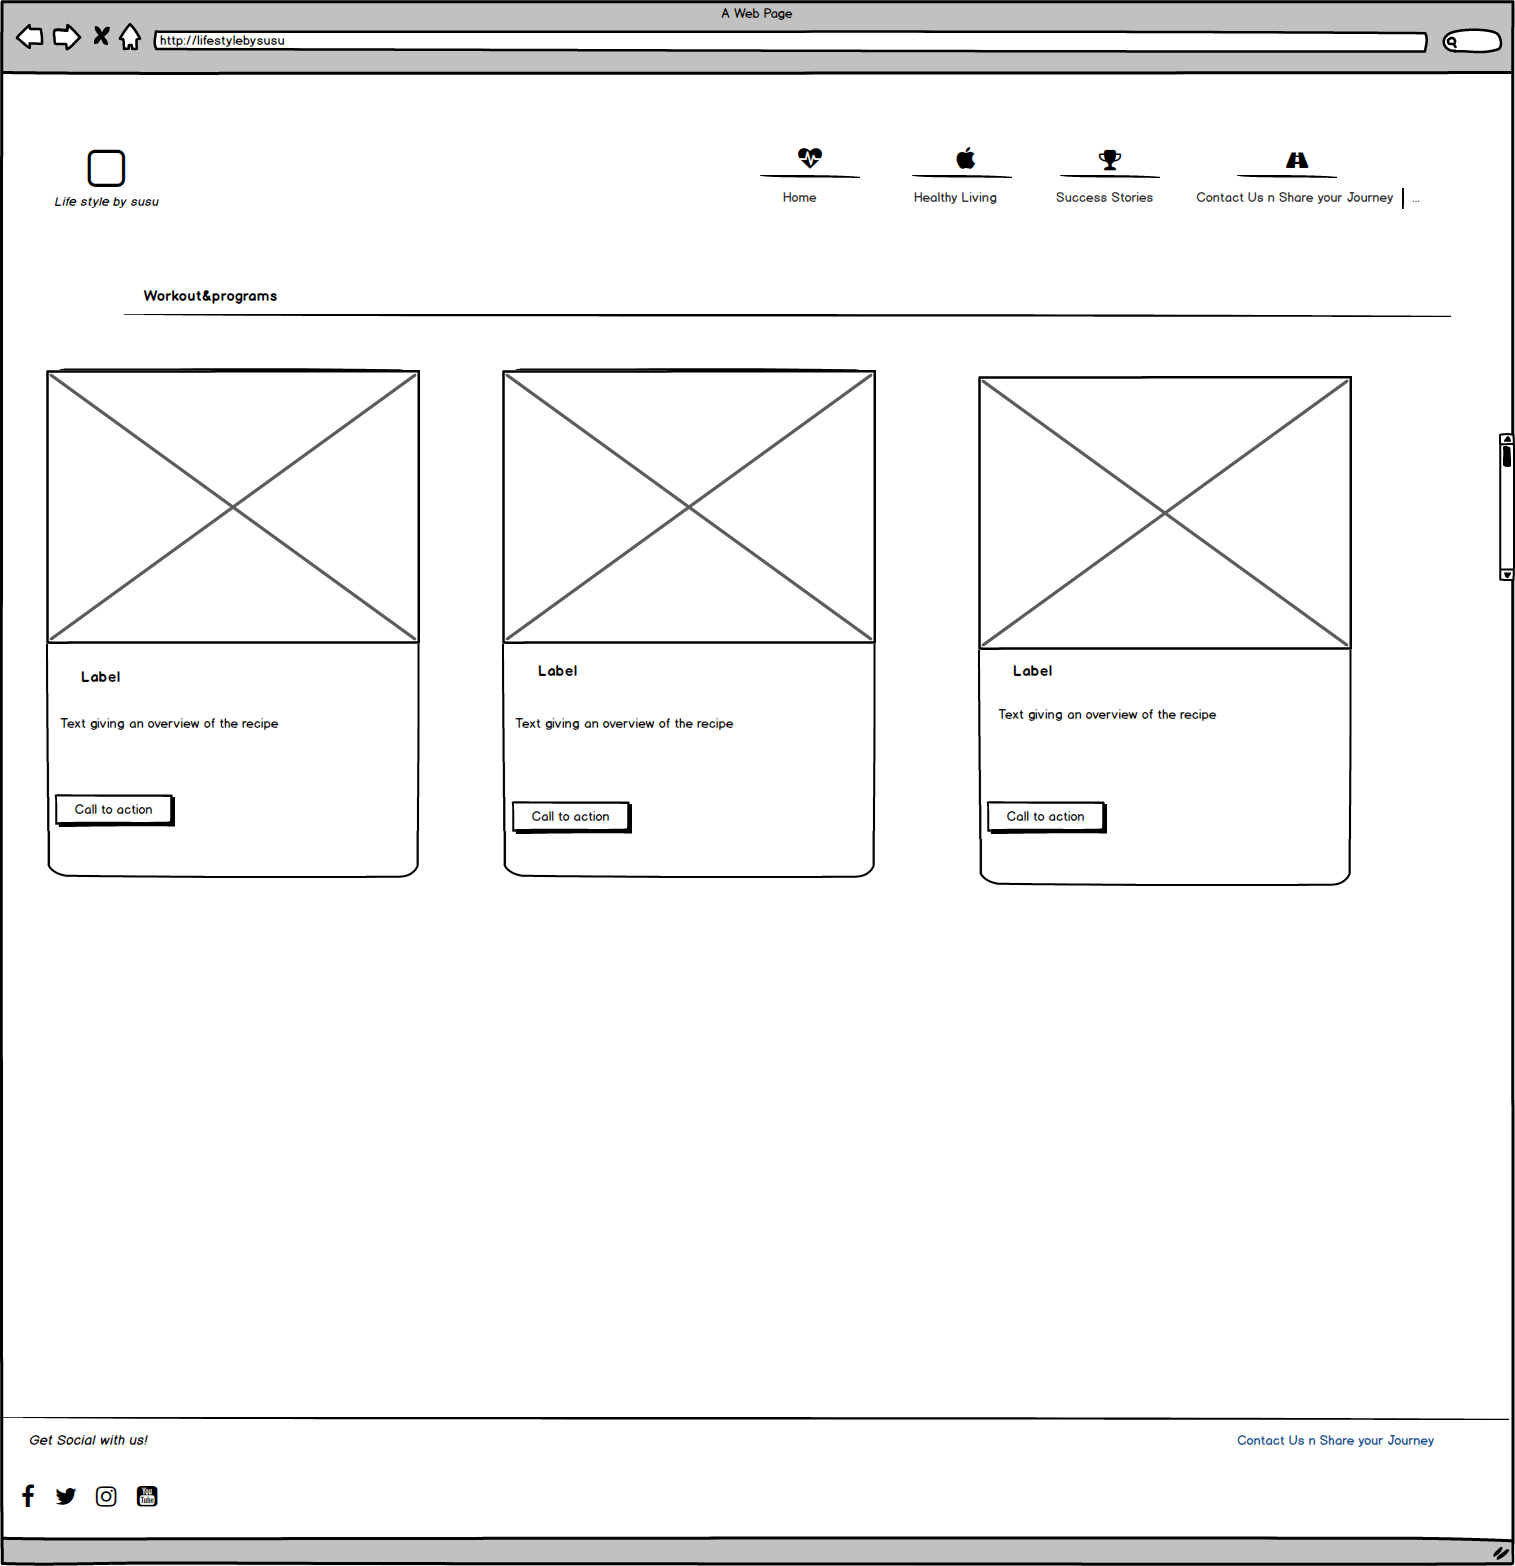 A Web Page
http://lifestylebysusu
Life style by susu
Home
Healthy Living
Success Stories
Contact Us n Share your Journey
...
Workout&programs
Label
Text giving an overview of the recipe
Call to action
Label
Text giving an overview of the recipe
Call to action
Label
Text giving an overview of the recipe
Call to action
Get Social with us!
Contact Us n Share your Journey
You
Tube